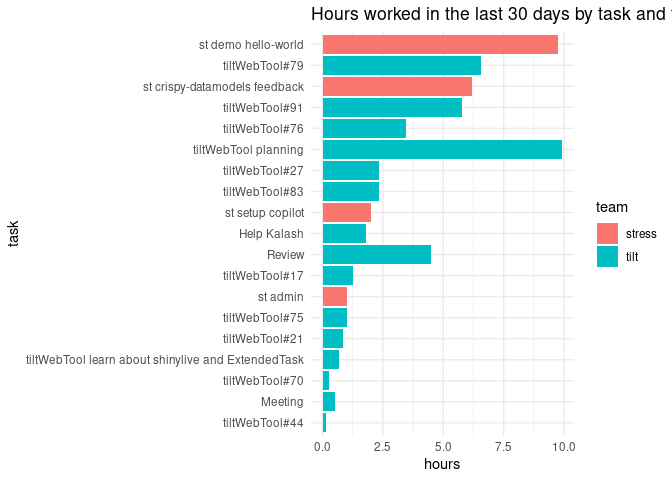 Hours worked in the last 30 days by task and
st demo hello-world
tiltWebTool#79
st crispy-datamodels feedback
tiltWebTool#91
tiltWebTool#76
tiltWebTool planning
tiltWebTool#27
tiltWebTool#83
st setup copilot
Help Kalash
Review
tiltWebTool#17
st admin
tiltWebTool#75
tiltWebTool#21
tiltWebTool learn about shinylive and ExtendedTask
tiltWebTool#70
Meeting
tiltWebTool#44
task
0.0 2.5 5.0 7.5 10.0
hours
team
stress
tilt